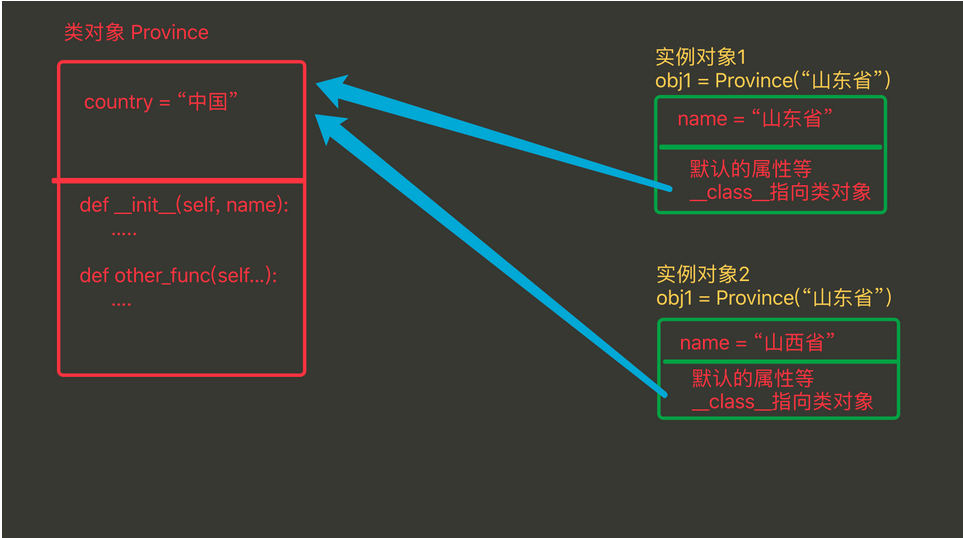 类对象 Province
country = “中国”
def __init__(self, name):
.....
def other_func(self...):
....
实例对象1
obj1 = Province(“山东省”)
name = “山东省”
默认的属性等
__class__指向类对象
实例对象2
obj1 = Province(“山东省”)
name = “山西省”
默认的属性等
__class__指向类对象